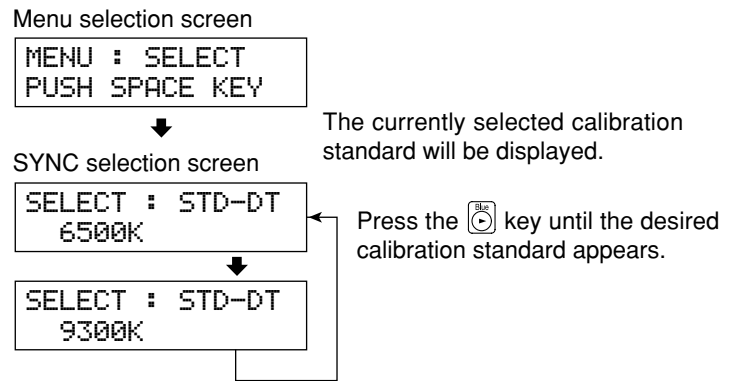 Menu selection screen
MENU : SELECT
PUSH SPACE KEY
The currently selected calibration
standard will be displayed.
SYNC selection screen
SELECT : STD-DT
6500K
Press the Blue key until the desired
calibration standard appears.
SELECT : STD-DT
9300K